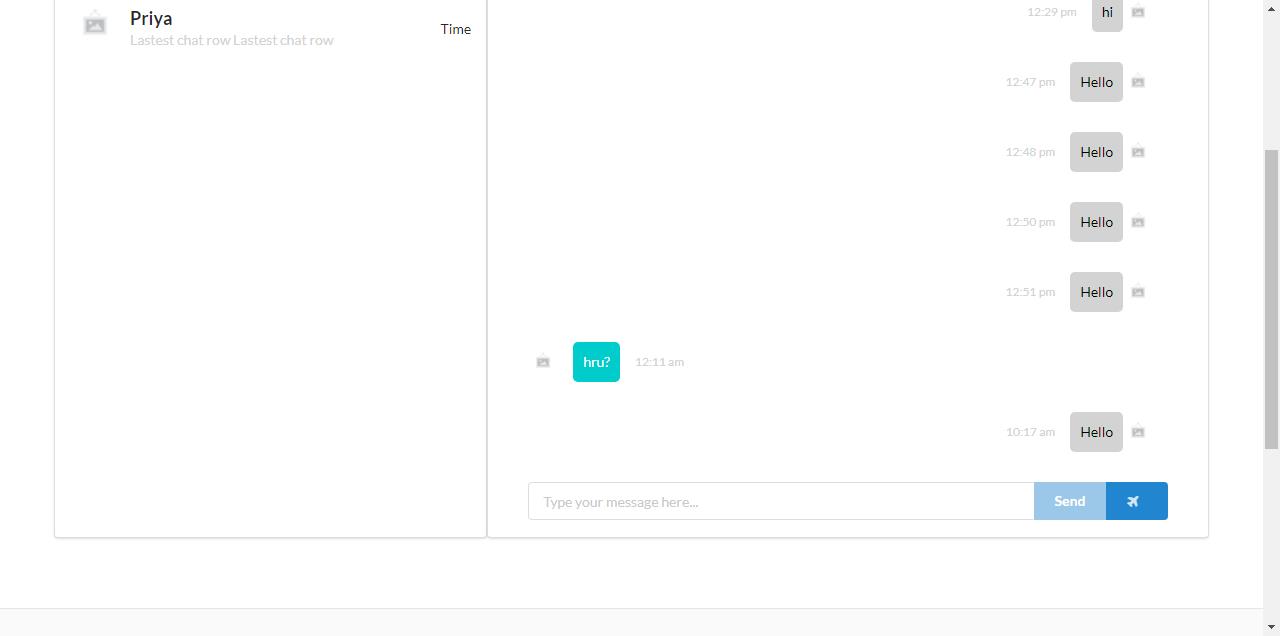 Priya
Lastest chat row Lastest chat row
Time
12:29 pm
hi
12:47 pm
Hello
12:48 pm
Hello
12:50 pm
Hello
12:51 pm
Hello
hru?
12:11 am
10:17 am
Hello
Type your message here...
Send